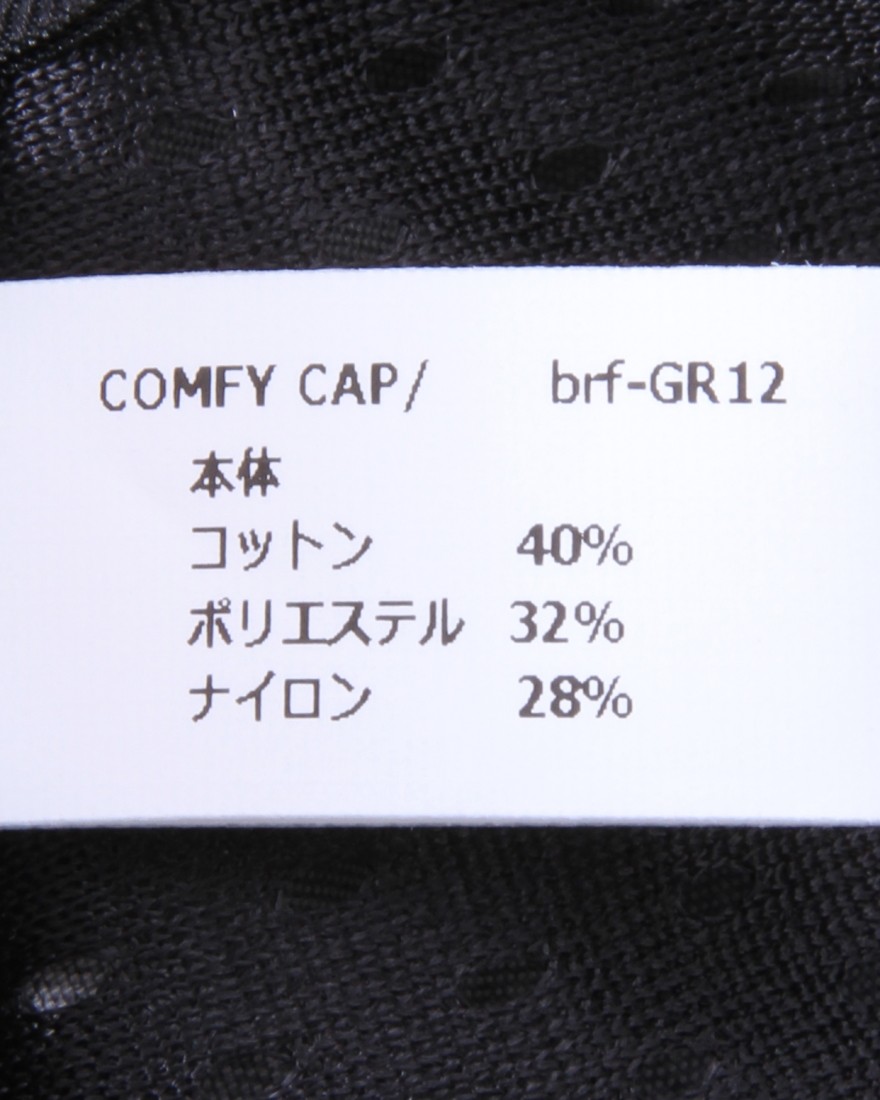 COMFY CAP/ brf-GR12
本体
コットン 40%
ポリエステル 32%
ナイロン 28%